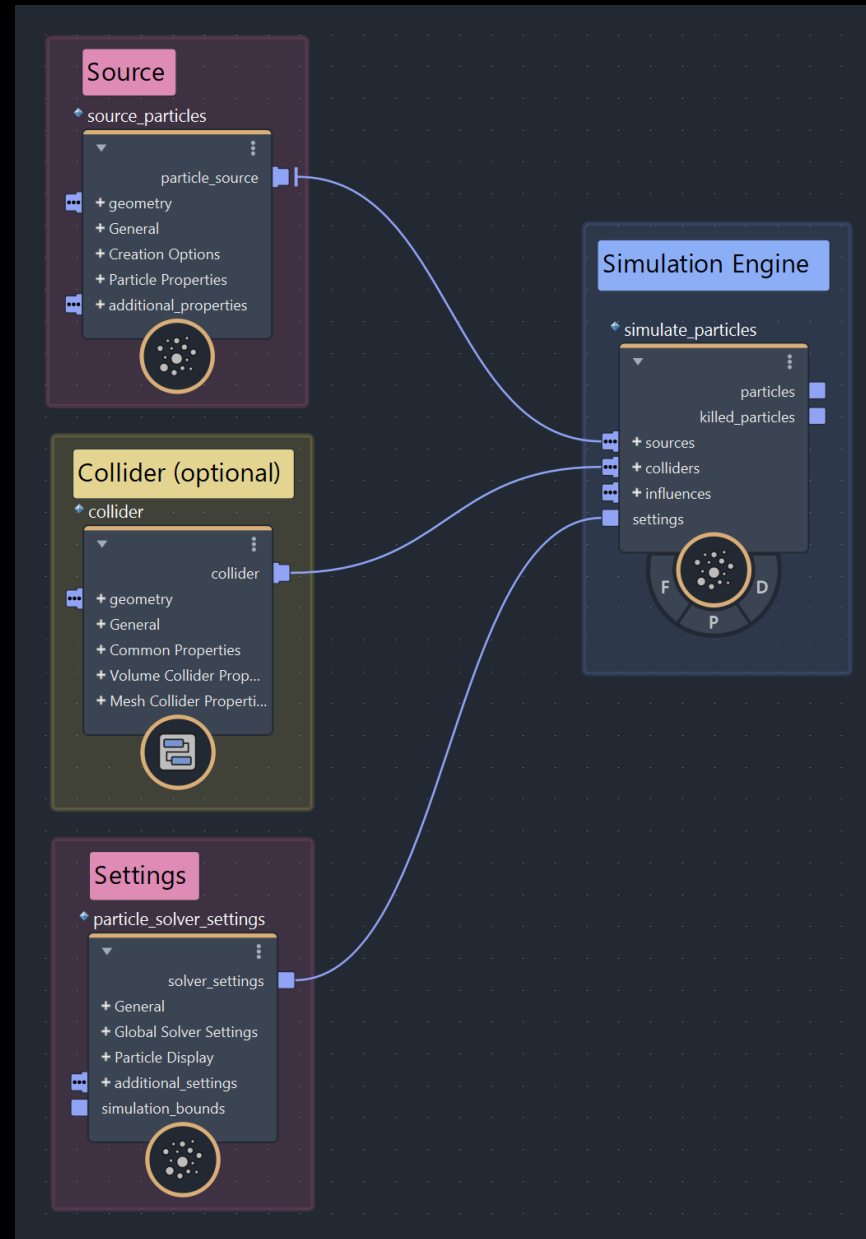 Source
source_particles
particle_source
+ geometry
+ General
+ Creation Options
+ Particle Properties
+ additional_properties
Collider (optional)
collider
collider
+ geometry
+ General
+ Common Properties
+ Volume Collider Prop...
+ Mesh Collider Properti...
Settings
particle_solver_settings
solver_settings
+ General
+ Global Solver Settings
+ Particle Display
+ additional_settings
simulation_bounds
Simulation Engine
simulate_particles
particles
killed_particles
+ sources
+ colliders
+ influences
settings
F
P
D